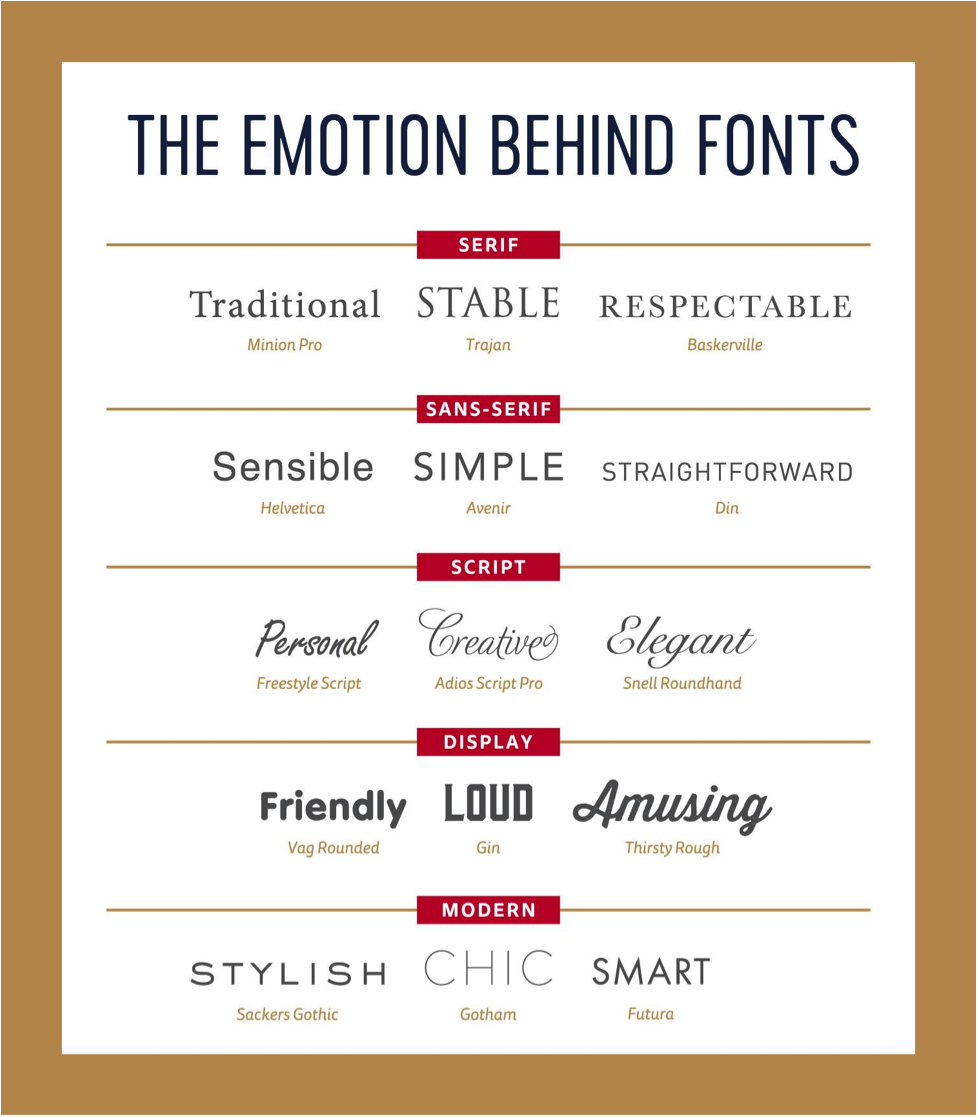 THE EMOTION BEHIND FONTS
SERIF
Traditional STABLE RESPECTABLE
Minion Pro Trajan Baskerville
SANS-SERIF
Sensible SIMPLE STRAIGHTFORWARD
Helvetica Avenir Din
SCRIPT
Personal Creative Elegant
Freestyle Script Adios Script Pro Snell Roundhand
DISPLAY
Friendly LOUD Amusing
Vag Rounded Gin Thirsty Rough
MODERN
STYLISH CHIC SMART
Sackers Gothic Gotham Futura